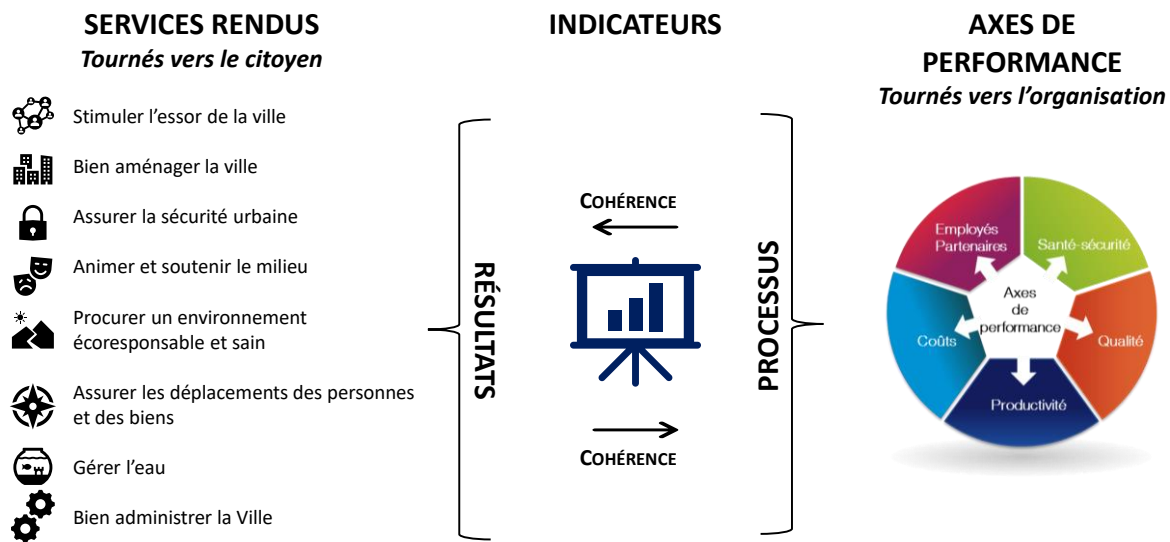 SERVICES RENDUS
Tournés vers le citoyen
Stimuler l’essor de la ville
Bien aménager la ville
Assurer la sécurité urbaine
Animer et soutenir le milieu
Procurer un environnement
écoresponsable et sain
Assurer les déplacements des personnes
et des biens
Gérer l’eau
Bien administrer la Ville
INDICATEURS
RÉSULTATS
COHÉRENCE
COHÉRENCE
PROCESSUS
AXES DE
PERFORMANCE
Tournés vers l’organisation
Employés
Partenaires
Santé-sécurité
Axes
de
performance
Coûts
Qualité
Productivité